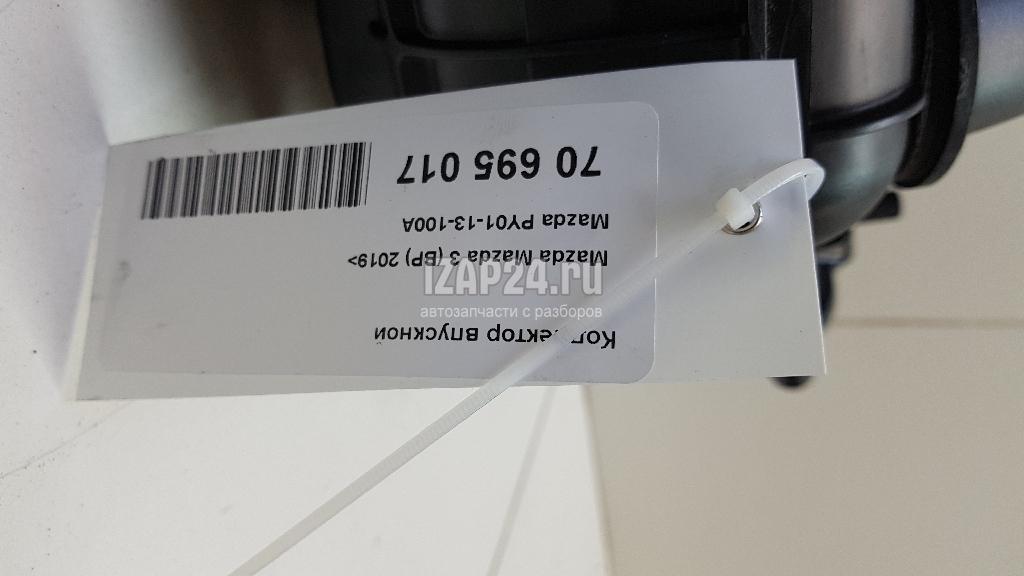 Коллектор впускной
Mazda Mazda 3 (BP) 2019>
Mazda PY01-13-100A
70 695 017
IZAP24.ru
автозапчасти с разборов